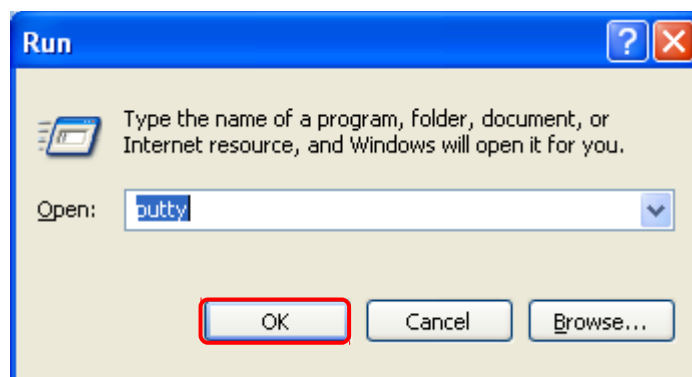 Run
Type the name of a program, folder, document, or
Internet resource, and Windows will open it for you.
Open: putty
OK Cancel Browse...